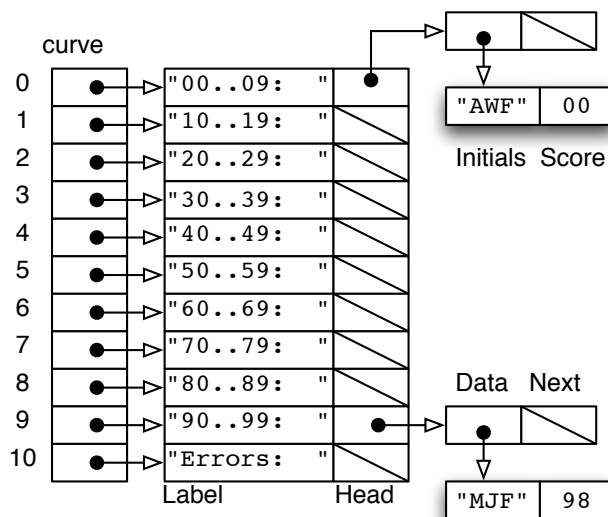 curve
0 "00..09:  "
"AWF" 00
1 "10..19:  "
Initials Score
2 "20..29:  "
3 "30..39:  "
4 "40..49:  "
5 "50..59:  "
6 "60..69:  "
7 "70..79:  "
8 "80..89:  "
Data Next
9 "90..99:  "
10 "Errors:  "
Label Head
"MJF" 98